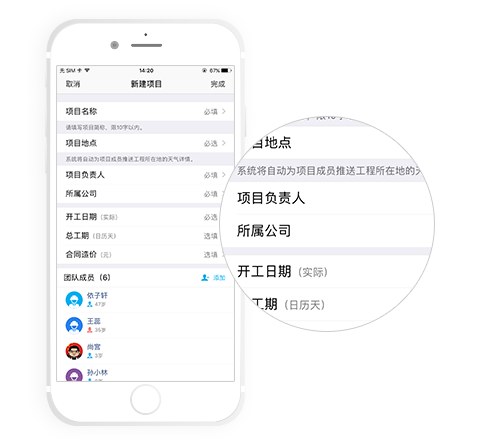 无 SIM 卡
14:20
67%
取消
新建项目
完成
项目名称
必填
请填写项目简称，限10字以内。
项目地点
必选
系统将自动为项目成员推送工程所在地的天气详情。
项目负责人
必填
所属公司
必填
开工日期 (实际)
必选
总工期 (日历天)
选填
合同造价 (元)
选填
团队成员 (6)
添加
依子轩
47岁
王蕊
35岁
尚宫
3岁
孙小林
地点
系统将自动为项目成员推送工程所在地的天
项目负责人
所属公司
开工日期 (实际)
工期 (日历天)